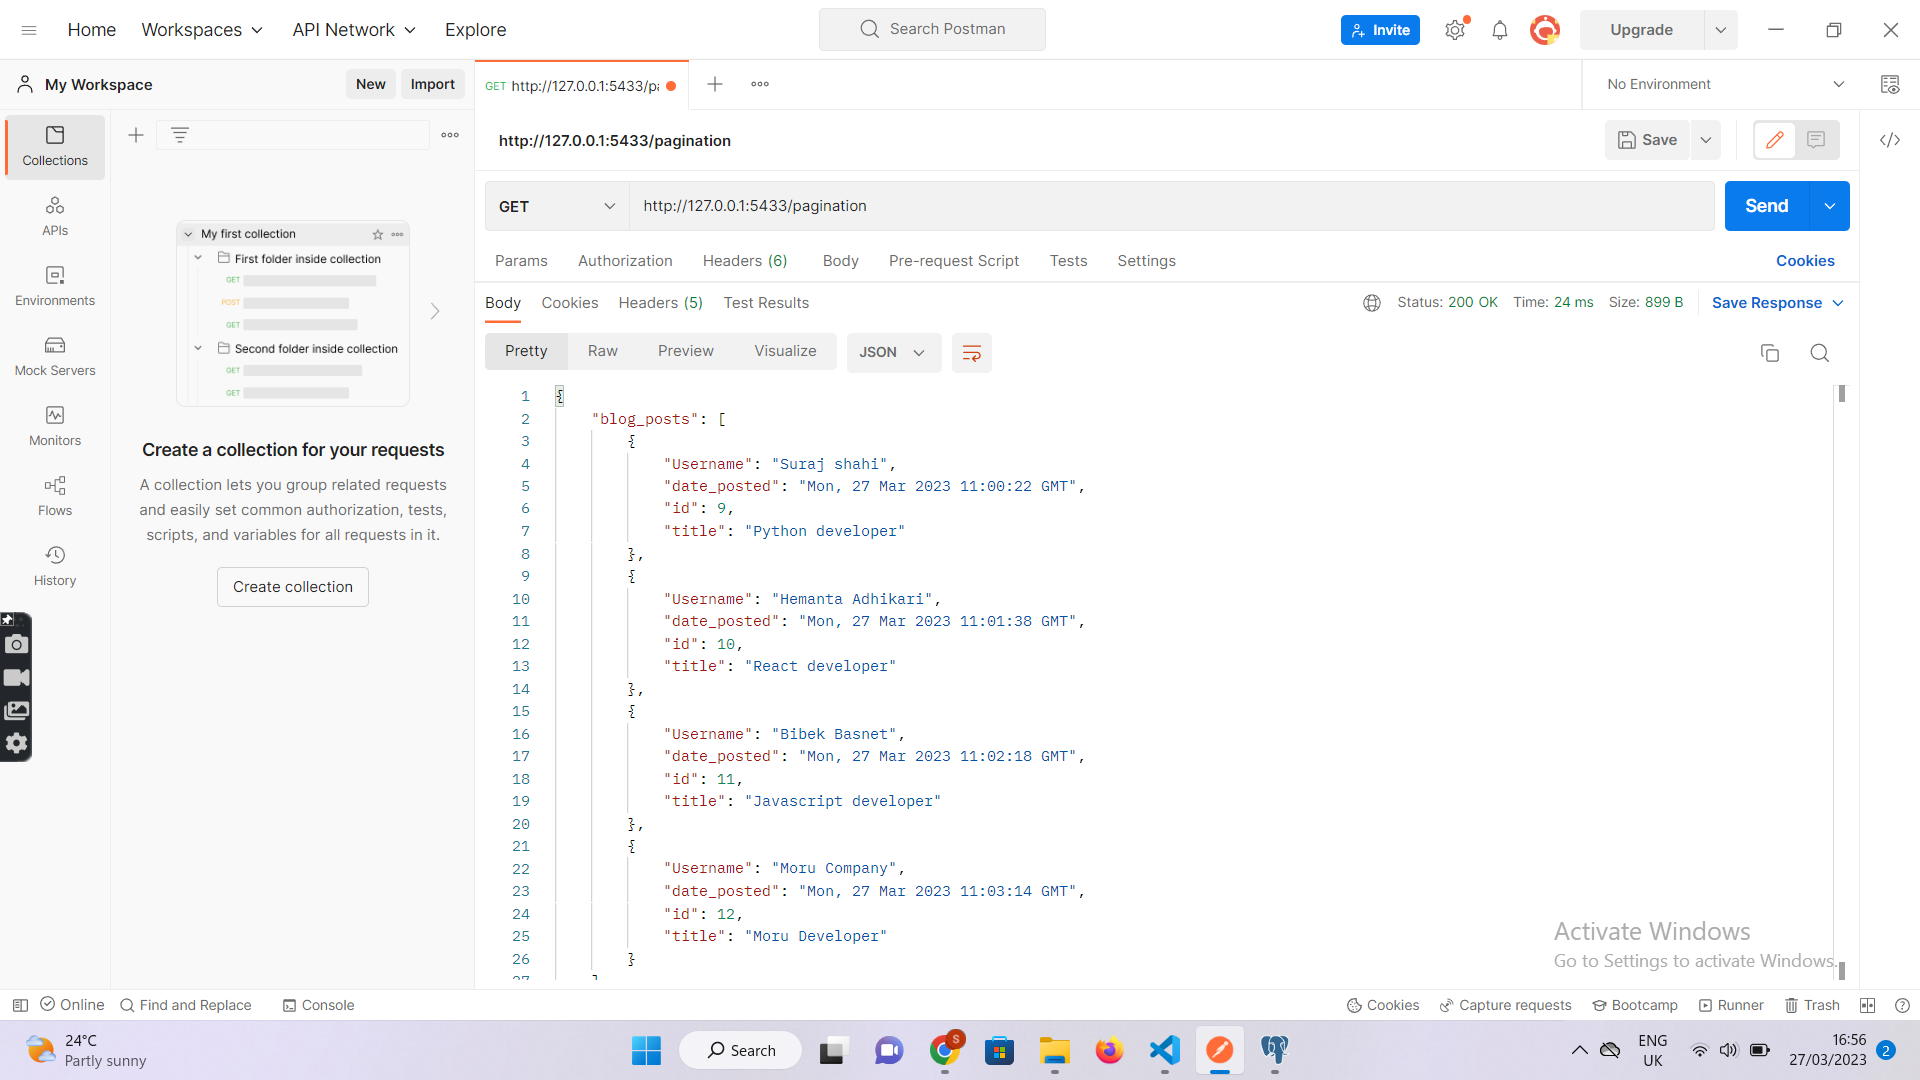 Home Workspaces API Network Explore Search Postman Invite Upgrade
My Workspace New Import GET http://127.0.0.1:5433/pa No Environment
http://127.0.0.1:5433/pagination Save
GET http://127.0.0.1:5433/pagination Send
Params Authorization Headers (6) Body Pre-request Script Tests Settings Cookies
Body Cookies Headers (5) Test Results Status: 200 OK Time: 24 ms Size: 899 B Save Response
Pretty Raw Preview Visualize JSON
Collections
APIs
Environments
Mock Servers
Monitors
Flows
History
My first collection
First folder inside collection
GET
POST
GET
Second folder inside collection
GET
GET
Create a collection for your requests
A collection lets you group related requests
and easily set common authorization, tests,
scripts, and variables for all requests in it.
Create collection
1 {
2 "blog_posts": [
3 {
4 "Username": "Suraj shahi",
5 "date_posted": "Mon, 27 Mar 2023 11:00:22 GMT",
6 "id": 9,
7 "title": "Python developer"
8 },
9 {
10 "Username": "Hemanta Adhikari",
11 "date_posted": "Mon, 27 Mar 2023 11:01:38 GMT",
12 "id": 10,
13 "title": "React developer"
14 },
15 {
16 "Username": "Bibek Basnet",
17 "date_posted": "Mon, 27 Mar 2023 11:02:18 GMT",
18 "id": 11,
19 "title": "Javascript developer"
20 },
21 {
22 "Username": "Moru Company",
23 "date_posted": "Mon, 27 Mar 2023 11:03:14 GMT",
24 "id": 12,
25 "title": "Moru Developer"
26 }
27 ]
Activate Windows
Go to Settings to activate Windows.
Online Find and Replace Console Cookies Capture requests Bootcamp Runner Trash
24°C
Partly sunny
Search
S
ENG
UK
16:56
27/03/2023
2